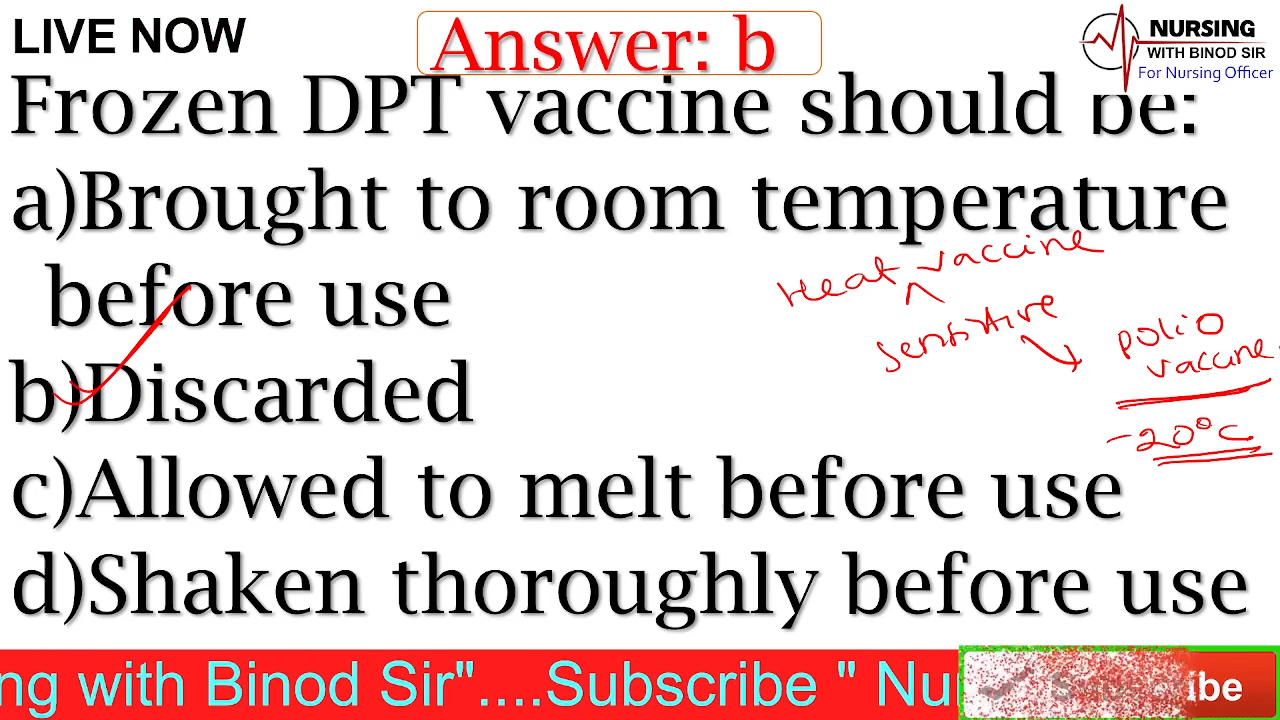 LIVE NOW
Answer: b
NURSING
WITH BINOD SIR
For Nursing Officer
Frozen DPT vaccine should be:
a)Brought to room temperature
before use
Heat vaccine
sensitive
polio
vaccine
-20°C
b)Discarded
c)Allowed to melt before use
d)Shaken thoroughly before use
ng with Binod Sir"....Subscribe " Nu